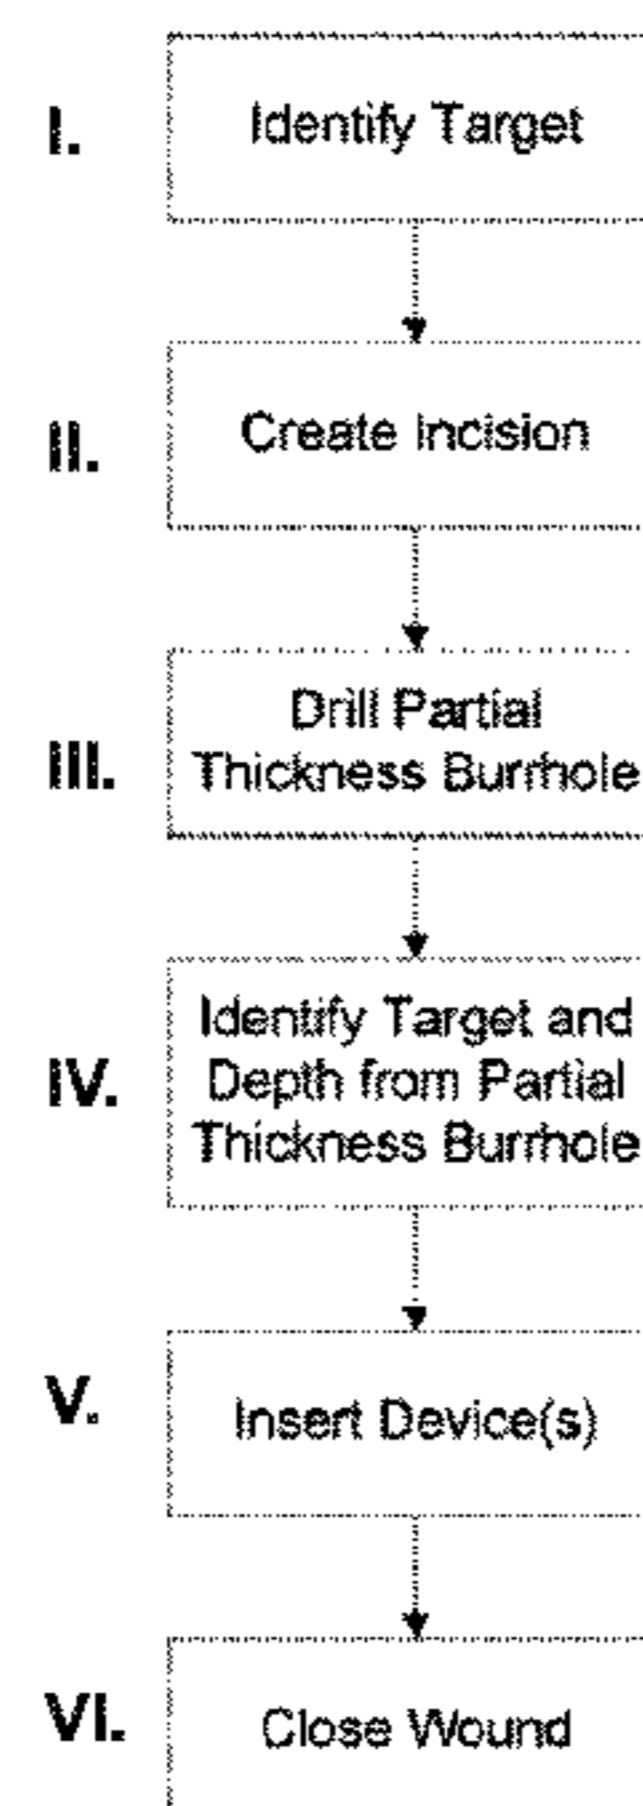 I.
Identify Target
II.
Create Incision
III.
Drill Partial
Thickness Burrhole
IV.
Identify Target and
Depth from Partial
Thickness Burrhole
V.
Insert Device(s)
VI.
Close Wound